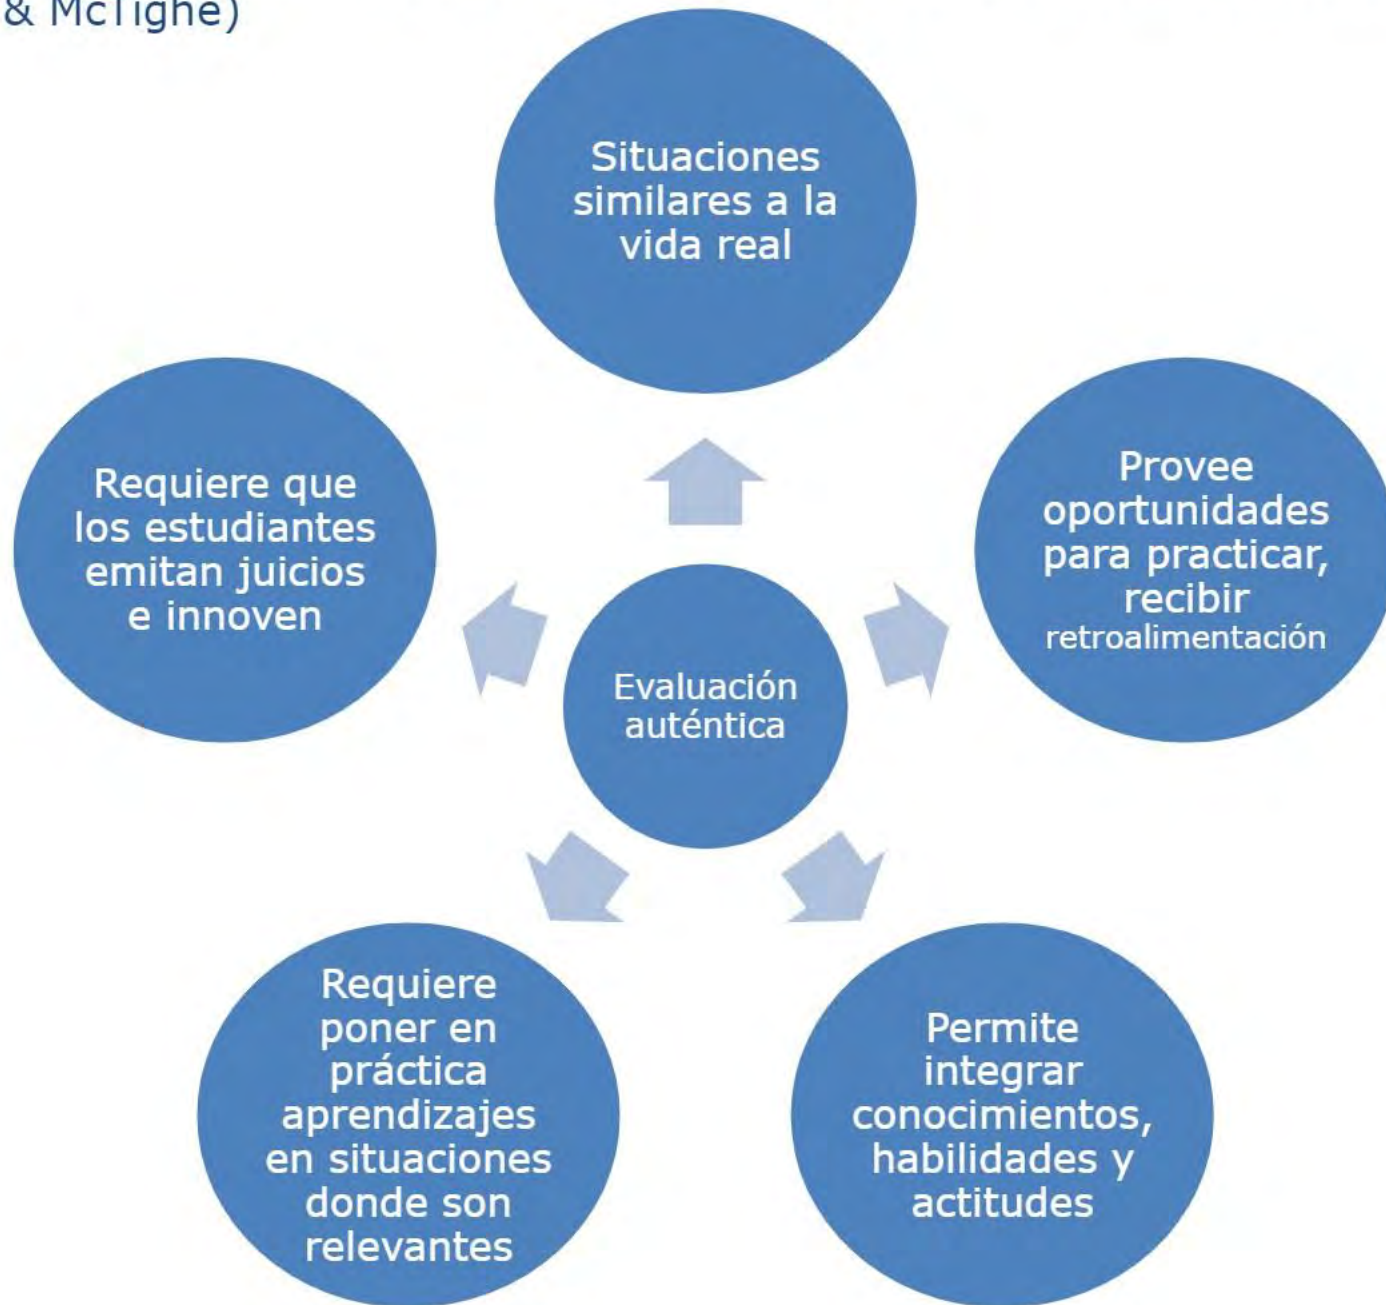 & McTighe)
Situaciones
similares a la
vida real
Provee
oportunidades
para practicar,
recibir
retroalimentación
Permite
integrar
conocimientos,
habilidades y
actitudes
Requiere
poner en
práctica
aprendizajes
en situaciones
donde son
relevantes
Requiere que
los estudiantes
emitan juicios
e innoven
Evaluación
auténtica